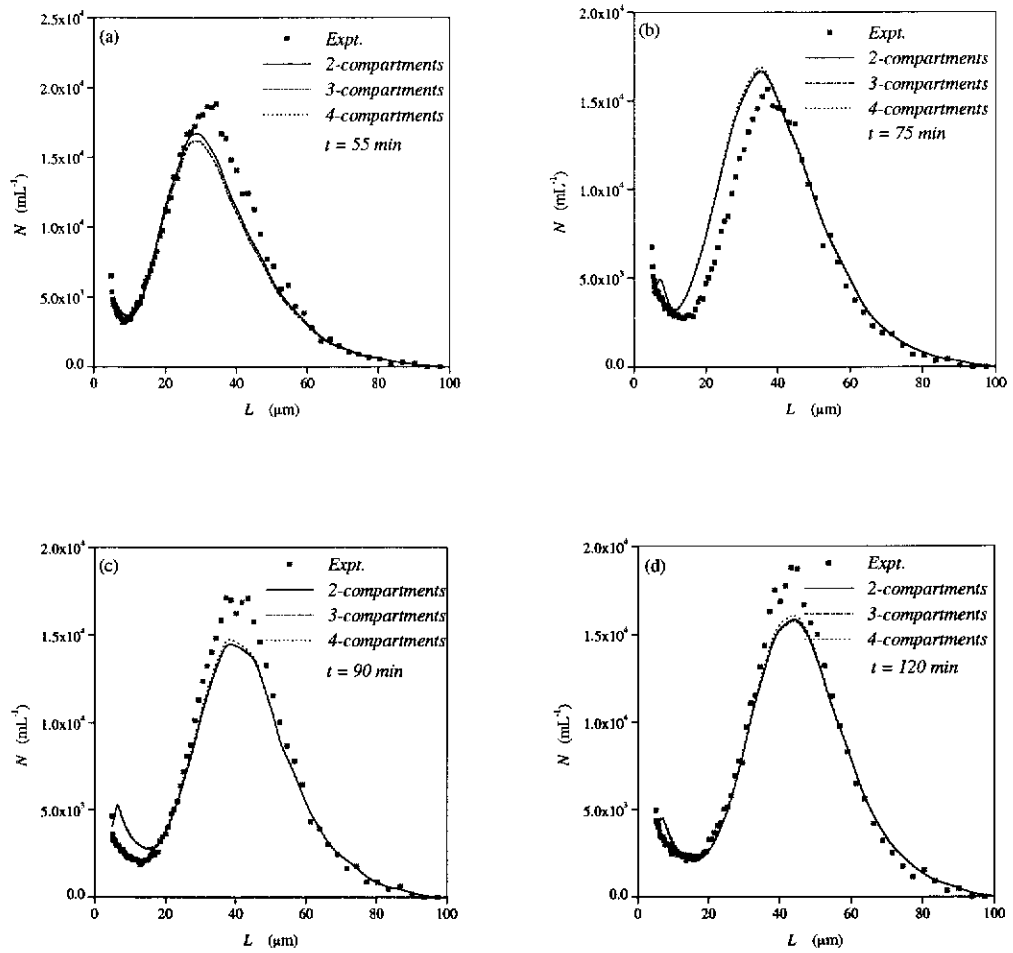 (a)
Expt.
2-compartments
3-compartments
4-compartments
t = 55 min
2.5x10⁴
2.0x10⁴
1.5x10⁴
1.0x10⁴
5.0x10³
0.0
N (mL⁻¹)
0 20 40 60 80 100
L (µm)
(b)
Expt.
2-compartments
3-compartments
4-compartments
t = 75 min
2.0x10⁴
1.5x10⁴
1.0x10⁴
5.0x10³
0.0
N (mL⁻¹)
0 20 40 60 80 100
L (µm)
(c)
Expt.
2-compartments
3-compartments
4-compartments
t = 90 min
2.0x10⁴
1.5x10⁴
1.0x10⁴
5.0x10³
0.0
N (mL⁻¹)
0 20 40 60 80 100
L (µm)
(d)
Expt.
2-compartments
3-compartments
4-compartments
t = 120 min
2.0x10⁴
1.5x10⁴
1.0x10⁴
5.0x10³
0.0
N (mL⁻¹)
0 20 40 60 80 100
L (µm)